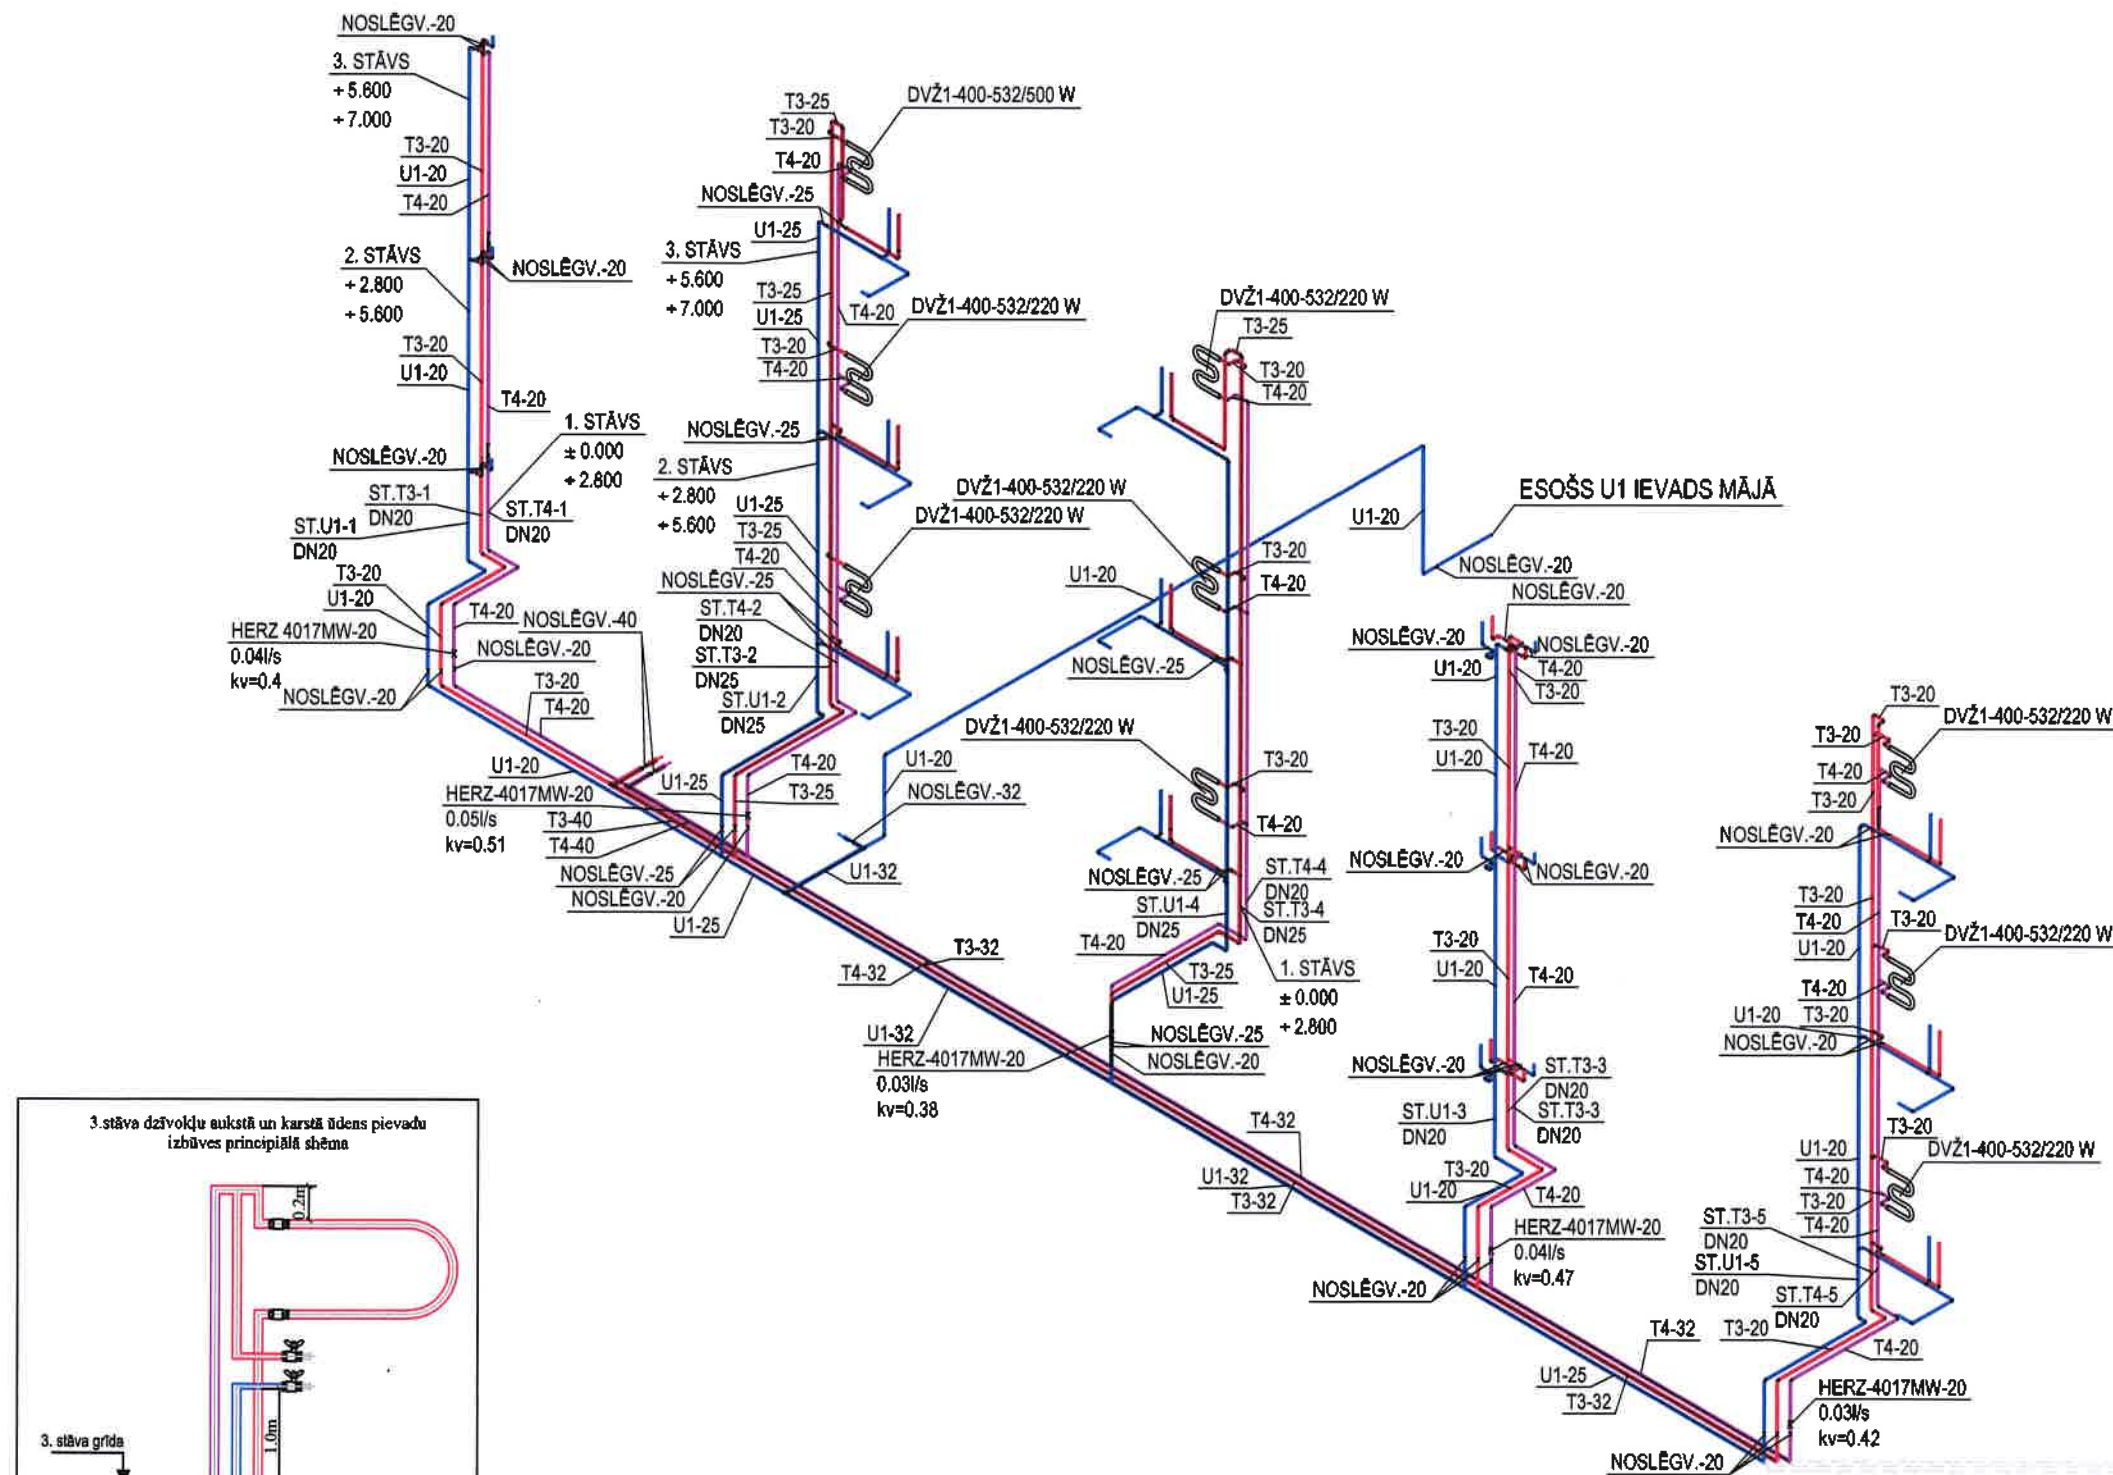 NOSLĒGV.-20
3. STĀVS
+5.600
+7.000
T3-20
U1-20
T4-20
2. STĀVS
+2.800
+5.600
NOSLĒGV.-20
T3-20
U1-20
T4-20
1. STĀVS
± 0.000
+2.800
NOSLĒGV.-20
ST.T3-1
DN20
ST.U1-1
DN20
ST.T4-1
DN20
T3-20
U1-20
T4-20
HERZ 4017MW-20
0.04l/s
kv=0.4
NOSLĒGV.-40
NOSLĒGV.-20
NOSLĒGV.-20
T3-20
T4-20
U1-20
T3-25
T3-20
DVŽ1-400-532/500 W
T4-20
NOSLĒGV.-25
U1-25
3. STĀVS
+5.600
+7.000
T3-25
T4-20
U1-25
DVŽ1-400-532/220 W
T3-20
T4-20
NOSLĒGV.-25
2. STĀVS
+2.800
+5.600
U1-25
DVŽ1-400-532/220 W
T3-25
T4-20
NOSLĒGV.-25
ST.T4-2
DN20
ST.T3-2
DN25
ST.U1-2
DN25
U1-25
T4-20
T3-25
HERZ-4017MW-20
0.05l/s
kv=0.51
T3-40
T4-40
NOSLĒGV.-25
NOSLĒGV.-20
U1-25
U1-20
NOSLĒGV.-32
U1-32
T3-32
T4-32
U1-32
DVŽ1-400-532/220 W
T3-25
T3-20
T4-20
DVŽ1-400-532/220 W
U1-20
T3-20
T4-20
NOSLĒGV.-25
DVŽ1-400-532/220 W
T3-20
T4-20
NOSLĒGV.-25
ST.T4-4
DN20
ST.U1-4
DN25
ST.T3-4
DN25
T4-20
T3-25
U1-25
1. STĀVS
± 0.000
+2.800
NOSLĒGV.-25
NOSLĒGV.-20
HERZ-4017MW-20
0.03l/s
kv=0.38
ESOŠS U1 IEVADS MĀJĀ
U1-20
NOSLĒGV.-20
NOSLĒGV.-20
NOSLĒGV.-20
NOSLĒGV.-20
U1-20
T4-20
T3-20
T3-20
U1-20
T4-20
NOSLĒGV.-20
NOSLĒGV.-20
T3-20
U1-20
T4-20
NOSLĒGV.-20
ST.T3-3
DN20
ST.U1-3
DN20
ST.T3-3
DN20
T4-32
U1-32
T3-32
T3-20
U1-20
T4-20
HERZ-4017MW-20
0.04l/s
kv=0.47
NOSLĒGV.-20
T3-20
T3-20
DVŽ1-400-532/220 W
T4-20
T3-20
NOSLĒGV.-20
T3-20
T4-20
T3-20
U1-20
DVŽ1-400-532/220 W
T4-20
U1-20
T3-20
NOSLĒGV.-20
T3-20
U1-20
DVŽ1-400-532/220 W
T4-20
T3-20
T4-20
ST.T3-5
DN20
ST.U1-5
DN20
ST.T4-5
DN20
T4-32
T3-20
T4-20
U1-25
T3-32
HERZ-4017MW-20
0.03l/s
kv=0.42
NOSLĒGV.-20
3.stāva dzīvokļu aukstā un karstā ūdens pievadu
izbūves principiālā shēma
0.2m
1.0m
3. stāva grīda